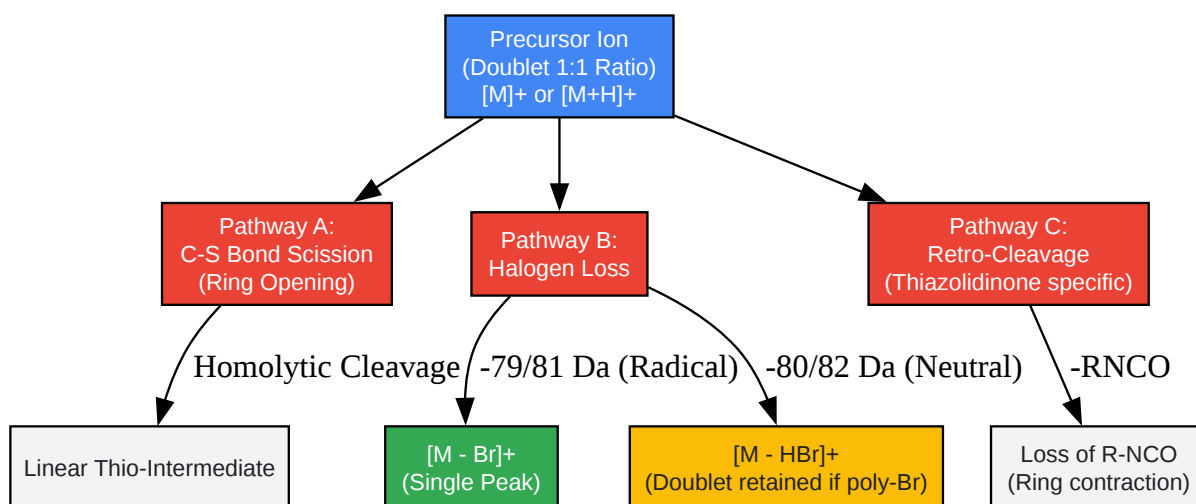 Precursor Ion
(Doublet 1:1 Ratio)
[M]+ or [M+H]+
Pathway A:
C-S Bond Scission
(Ring Opening)
Pathway B:
Halogen Loss
Pathway C:
Retro-Cleavage
(Thiazolidinone specific)
Homolytic Cleavage
-79/81 Da (Radical)
-80/82 Da (Neutral)
-RNCO
Linear Thio-Intermediate
[M - Br]+
(Single Peak)
[M - HBr]+
(Doublet retained if poly-Br)
Loss of R-NCO
(Ring contraction)